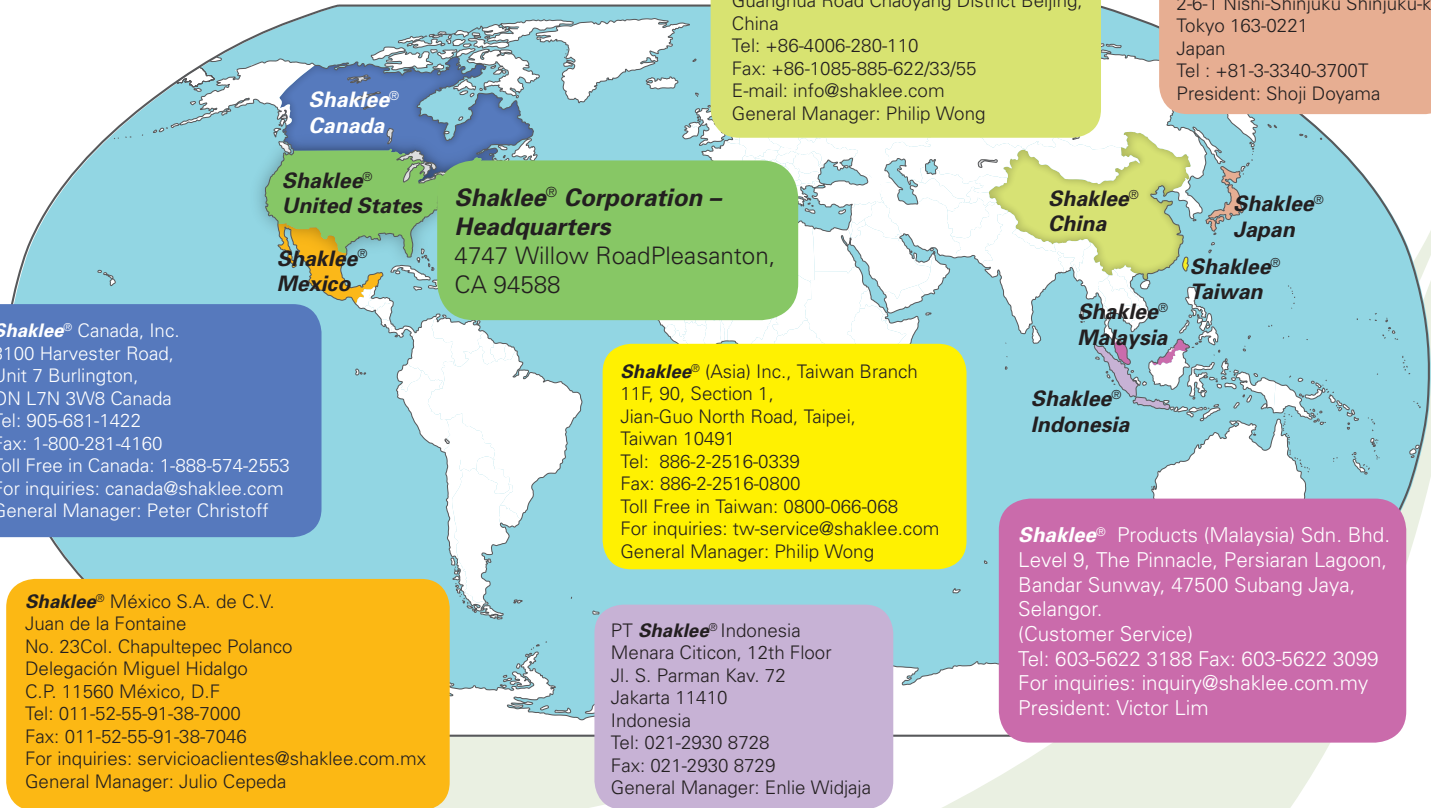 Guanghua Road Chaoyang District Beijing,
China
Tel: +86-4006-280-110
Fax: +86-1085-885-622/33/55
E-mail: info@shaklee.com
General Manager: Philip Wong
2-6-1 Nishi-Shinjuku Shinjuku-k
Tokyo 163-0221
Japan
Tel : +81-3-3340-3700T
President: Shoji Doyama
Shaklee®
Canada
Shaklee®
United States
Shaklee®
Mexico
Shaklee® Corporation –
Headquarters
4747 Willow RoadPleasanton,
CA 94588
Shaklee®
China
Shaklee®
Japan
Shaklee®
Taiwan
Shaklee®
Malaysia
Shaklee®
Indonesia
Shaklee® Canada, Inc.
3100 Harvester Road,
Unit 7 Burlington,
ON L7N 3W8 Canada
Tel: 905-681-1422
Fax: 1-800-281-4160
Toll Free in Canada: 1-888-574-2553
For inquiries: canada@shaklee.com
General Manager: Peter Christoff
Shaklee® (Asia) Inc., Taiwan Branch
11F, 90, Section 1,
Jian-Guo North Road, Taipei,
Taiwan 10491
Tel: 886-2-2516-0339
Fax: 886-2-2516-0800
Toll Free in Taiwan: 0800-066-068
For inquiries: tw-service@shaklee.com
General Manager: Philip Wong
Shaklee® Products (Malaysia) Sdn. Bhd.
Level 9, The Pinnacle, Persiaran Lagoon,
Bandar Sunway, 47500 Subang Jaya,
Selangor.
(Customer Service)
Tel: 603-5622 3188 Fax: 603-5622 3099
For inquiries: inquiry@shaklee.com.my
President: Victor Lim
Shaklee® México S.A. de C.V.
Juan de la Fontaine
No. 23Col. Chapultepec Polanco
Delegación Miguel Hidalgo
C.P. 11560 México, D.F
Tel: 011-52-55-91-38-7000
Fax: 011-52-55-91-38-7046
For inquiries: servicioaclientes@shaklee.com.mx
General Manager: Julio Cepeda
PT Shaklee® Indonesia
Menara Citicon, 12th Floor
Jl. S. Parman Kav. 72
Jakarta 11410
Indonesia
Tel: 021-2930 8728
Fax: 021-2930 8729
General Manager: Enlie Widjaja